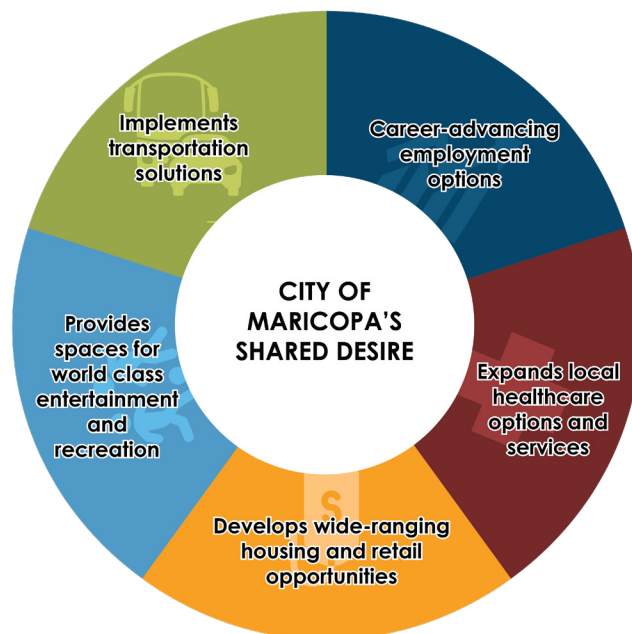 CITY OF
MARICOPA'S
SHARED DESIRE
Career-advancing
employment
options
Expands local
healthcare
options and
services
Develops wide-ranging
housing and retail
opportunities
Provides
spaces for
world class
entertainment
and
recreation
Implements
transportation
solutions
$